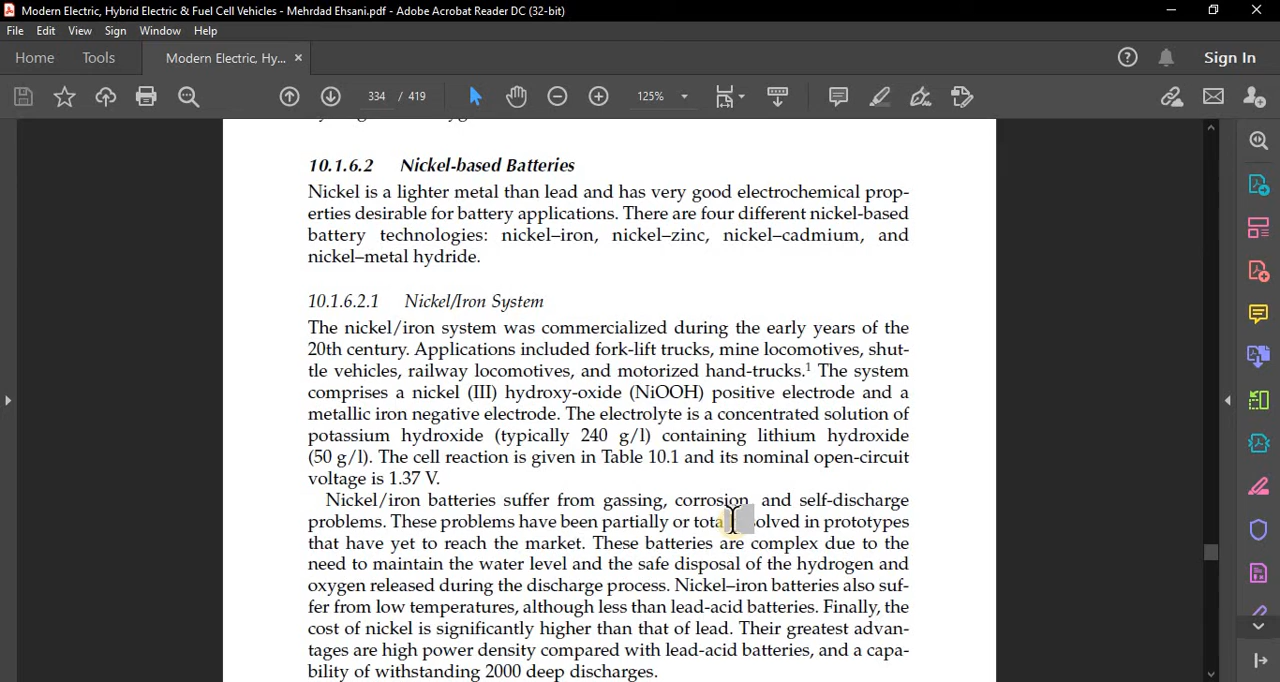 Modern Electric, Hybrid Electric & Fuel Cell Vehicles - Mehrdad Ehsani.pdf - Adobe Acrobat Reader DC (32-bit)
File Edit View Sign Window Help
Home Tools Modern Electric, Hy... × Sign In
334 / 419 125%
10.1.6.2 Nickel-based Batteries
Nickel is a lighter metal than lead and has very good electrochemical prop-
erties desirable for battery applications. There are four different nickel-based
battery technologies: nickel–iron, nickel–zinc, nickel–cadmium, and
nickel–metal hydride.
10.1.6.2.1 Nickel/Iron System
The nickel/iron system was commercialized during the early years of the
20th century. Applications included fork-lift trucks, mine locomotives, shut-
tle vehicles, railway locomotives, and motorized hand-trucks.¹ The system
comprises a nickel (III) hydroxy-oxide (NiOOH) positive electrode and a
metallic iron negative electrode. The electrolyte is a concentrated solution of
potassium hydroxide (typically 240 g/l) containing lithium hydroxide
(50 g/l). The cell reaction is given in Table 10.1 and its nominal open-circuit
voltage is 1.37 V.
Nickel/iron batteries suffer from gassing, corrosion, and self-discharge
problems. These problems have been partially or tota solved in prototypes
that have yet to reach the market. These batteries are complex due to the
need to maintain the water level and the safe disposal of the hydrogen and
oxygen released during the discharge process. Nickel–iron batteries also suf-
fer from low temperatures, although less than lead-acid batteries. Finally, the
cost of nickel is significantly higher than that of lead. Their greatest advan-
tages are high power density compared with lead-acid batteries, and a capa-
bility of withstanding 2000 deep discharges.